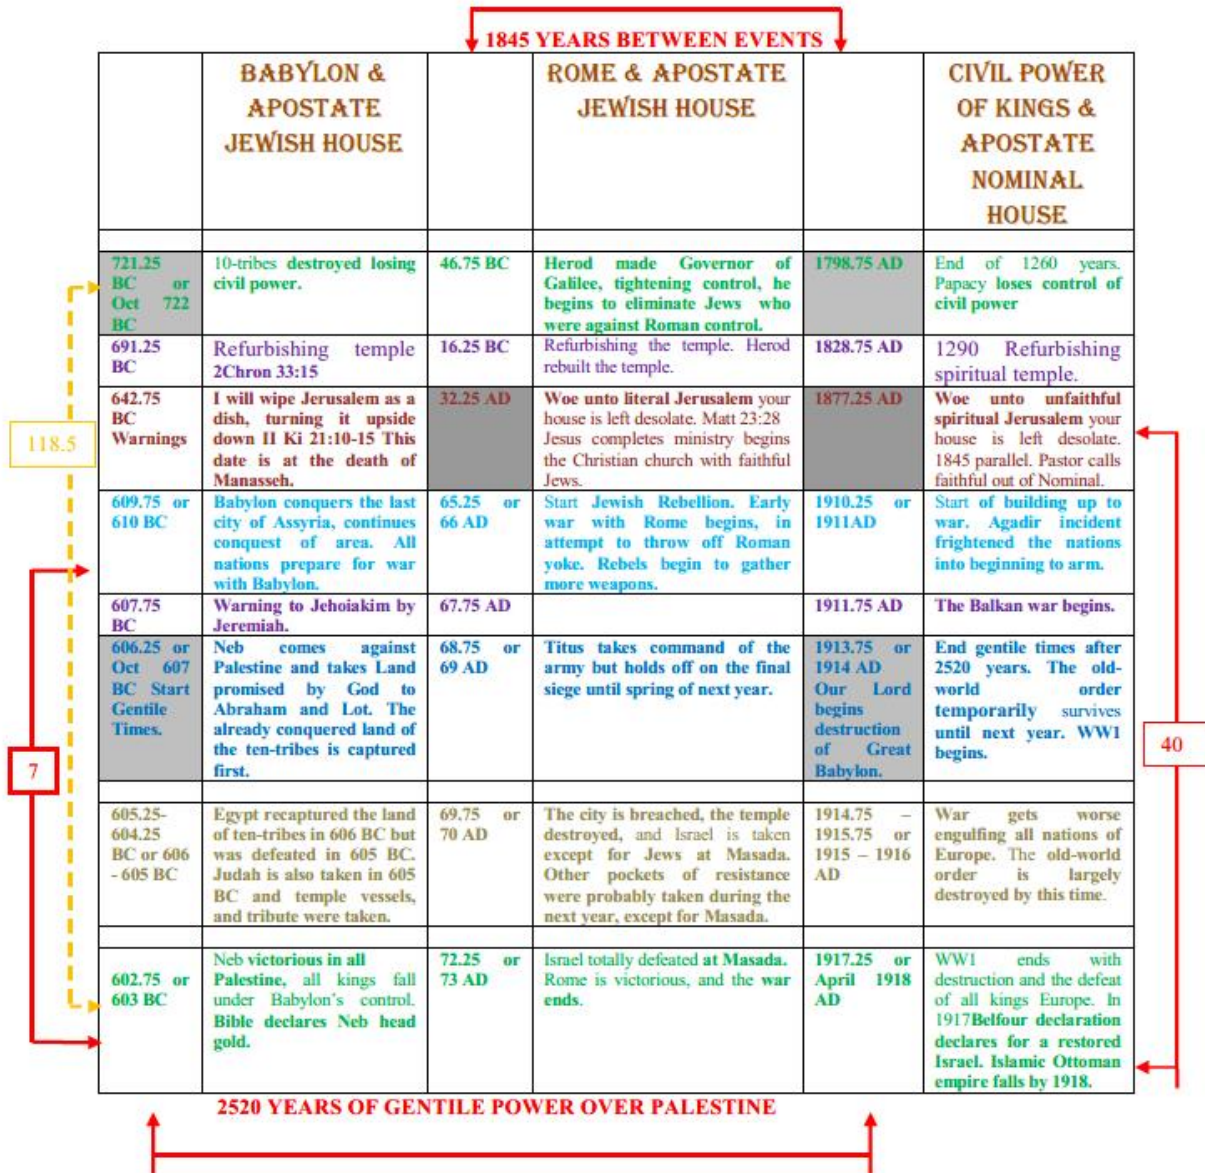 1845 YEARS BETWEEN EVENTS
BABYLON &
APOSTATE
JEWISH HOUSE
ROME & APOSTATE
JEWISH HOUSE
CIVIL POWER
OF KINGS &
APOSTATE
NOMINAL
HOUSE
721.25
BC or
Oct 722
BC
10-tribes destroyed losing
civil power.
46.75 BC
Herod made Governor of
Galilee, tightening control, he
begins to eliminate Jews who
were against Roman control.
1798.75 AD
End of 1260 years.
Papacy loses control of
civil power
691.25
BC
Refurbishing temple
2Chron 33:15
16.25 BC
Refurbishing the temple. Herod
rebuilt the temple.
1828.75 AD
1290 Refurbishing
spiritual temple.
642.75
BC
Warnings
I will wipe Jerusalem as a
dish, turning it upside
down II Ki 21:10-15 This
date is at the death of
Manasseh.
32.25 AD
Woe unto literal Jerusalem your
house is left desolate. Matt 23:28
Jesus completes ministry begins
the Christian church with faithful
Jews.
1877.25 AD
Woe unto unfaithful
spiritual Jerusalem your
house is left desolate.
1845 parallel. Pastor calls
faithful out of Nominal.
118.5
609.75 or
610 BC
Babylon conquers the last
city of Assyria, continues
conquest of area. All
nations prepare for war
with Babylon.
65.25 or
66 AD
Start Jewish Rebellion. Early
war with Rome begins, in
attempt to throw off Roman
yoke. Rebels begin to gather
more weapons.
1910.25 or
1911AD
Start of building up to
war. Agadir incident
frightened the nations
into beginning to arm.
607.75
BC
Warning to Jehoiakim by
Jeremiah.
67.75 AD
1911.75 AD
The Balkan war begins.
606.25 or
Oct 607
BC Start
Gentile
Times.
Neb comes against
Palestine and takes Land
promised by God to
Abraham and Lot. The
already conquered land of
the ten-tribes is captured
first.
68.75 or
69 AD
Titus takes command of the
army but holds off on the final
siege until spring of next year.
1913.75 or
1914 AD
Our Lord
begins
destruction
of Great
Babylon.
End gentile times after
2520 years. The old-
world order
temporarily survives
until next year. WW1
begins.
7
40
605.25-
604.25
BC or 606
- 605 BC
Egypt recaptured the land
of ten-tribes in 606 BC but
was defeated in 605 BC.
Judah is also taken in 605
BC and temple vessels,
and tribute were taken.
69.75 or
70 AD
The city is breached, the temple
destroyed, and Israel is taken
except for Jews at Masada.
Other pockets of resistance
were probably taken during the
next year, except for Masada.
1914.75 –
1915.75 or
1915 – 1916
AD
War gets worse
engulfing all nations of
Europe. The old-world
order is largely
destroyed by this time.
602.75 or
603 BC
Neb victorious in all
Palestine, all kings fall
under Babylon's control.
Bible declares Neb head
gold.
72.25 or
73 AD
Israel totally defeated at Masada.
Rome is victorious, and the war
ends.
1917.25 or
April 1918
AD
WW1 ends with
destruction and the defeat
of all kings Europe. In
1917Belfour declaration
declares for a restored
Israel. Islamic Ottoman
empire falls by 1918.
2520 YEARS OF GENTILE POWER OVER PALESTINE